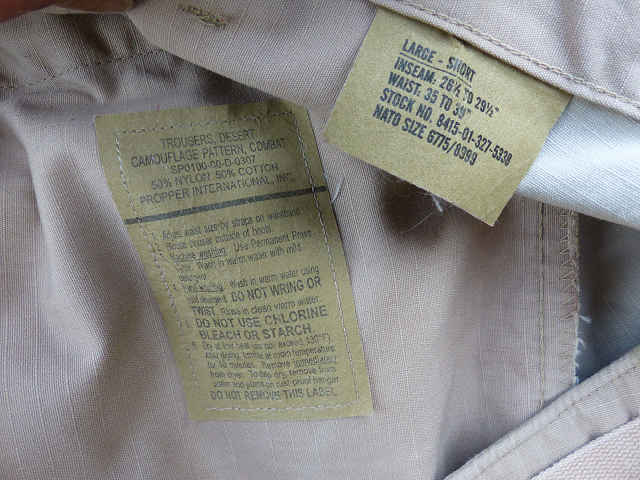 TROUSERS, DESERT
CAMOUFLAGE PATTERN, COMBAT
SP0100-00-D-0307
50% NYLON 50% COTTON
PROPPER INTERNATIONAL, INC.
Adjust waist size by straps on waistband.
2. Blouse trouser outside of boots.
Machine washing. Use Permanent Press
Cycle. Wash in warm water with mild
detergent.
4. Hand washing. Wash in warm water using
mild detergent. DO NOT WRING OR
TWIST. Rinse in clean warm water.
5. DO NOT USE CHLORINE
BLEACH OR STARCH.
6. Dry at low heat (do not exceed 130°F)
After drying, tumble at room temperature
for 10 minutes. Remove immediately
from dryer. To drip dry, remove from
water and place on rust-proof hanger
DO NOT REMOVE THIS LABEL
LARGE - SHORT
INSEAM: 26½ "TO 29½"
WAIST: 35 TO 39"
STOCK NO. 8415-01-327-5338
NATO SIZE 6775/8999